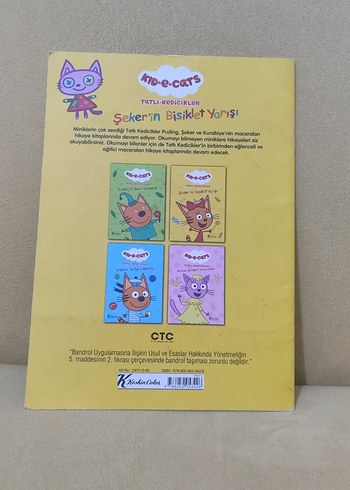 KID-E-CATS
TATLI KEDİCİKLER
Şeker'in Bisiklet Yarışı
Miniklerin çok sevdiği Tatlı Kedicikler Puding, Şeker ve Kurabiye'nin maceraları
hikaye kitaplarında devam ediyor. Okumayı bilmeyen miniklere hikayeleri siz
okuyabilirsiniz. Okumayı bilenler için de Tatlı Kedicikler'in birbirinden eğlenceli ve
eğitici maceraları hikaye kitaplarında devam edecek.
KID-E-CATS
KID-E-CATS
KID-E-CATS
KID-E-CATS
CTC
"Bandrol Uygulamasına İlişkin Usul ve Esaslar Hakkında Yönetmeliğin
5. maddesinin 2. fıkrası çerçevesinde bandrol taşıması zorunlu değildir."
Keskin Color